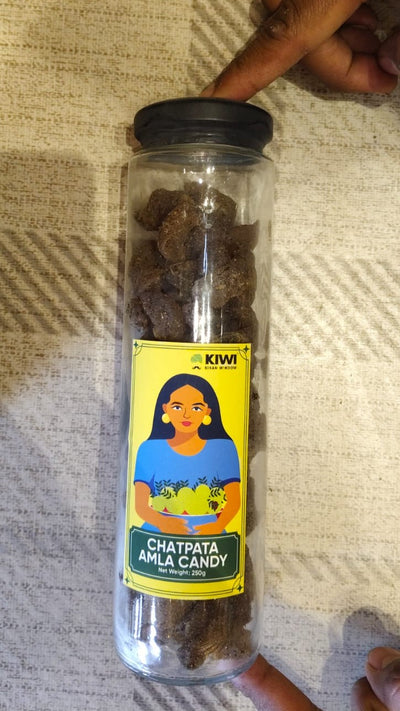 KIWI
KISAN WINDOW
CHATPATA
AMLA CANDY
Net Weight: 250g